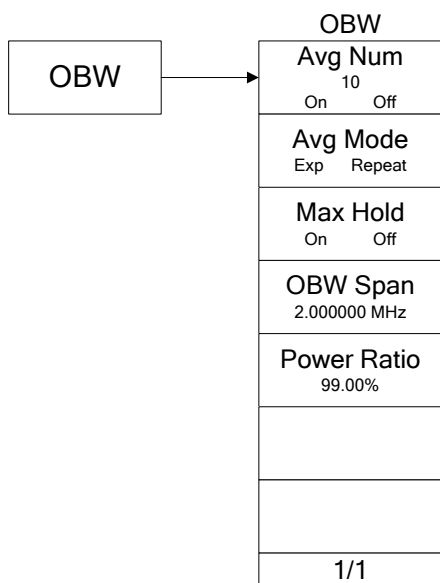 OBW
OBW
Avg Num
10
On Off
Avg Mode
Exp Repeat
Max Hold
On Off
OBW Span
2.000000 MHz
Power Ratio
99.00%
1/1